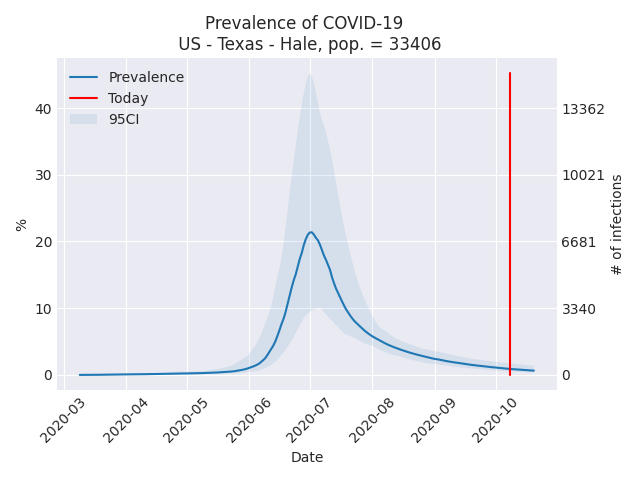 Prevalence of COVID-19
US - Texas - Hale, pop. = 33406
Prevalence
Today
95CI
%
0
10
20
30
40
0
3340
6681
10021
13362
# of infections
2020-03
2020-04
2020-05
2020-06
2020-07
2020-08
2020-09
2020-10
Date